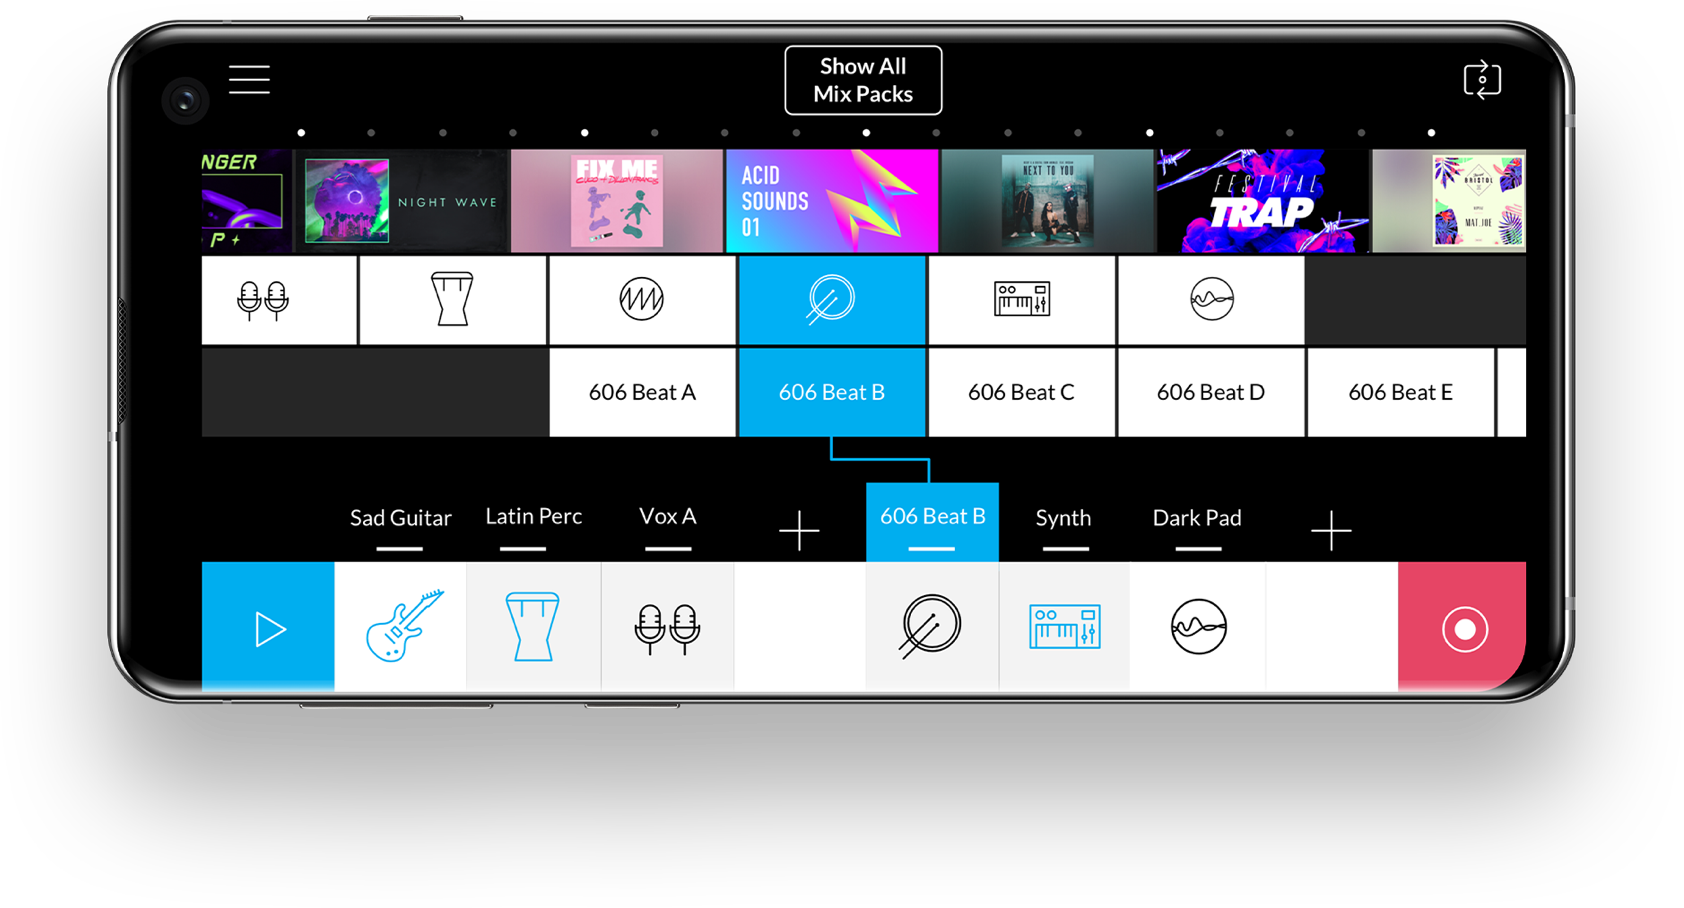 Show All
Mix Packs
NGER
P
NIGHT WAVE
FIX ME
ACID
SOUNDS
01
NEXT TO YOU
FESTIVAL
TRAP
BRISTOL
MAT.JOE
606 Beat A
606 Beat B
606 Beat C
606 Beat D
606 Beat E
Sad Guitar
Latin Perc
Vox A
606 Beat B
Synth
Dark Pad